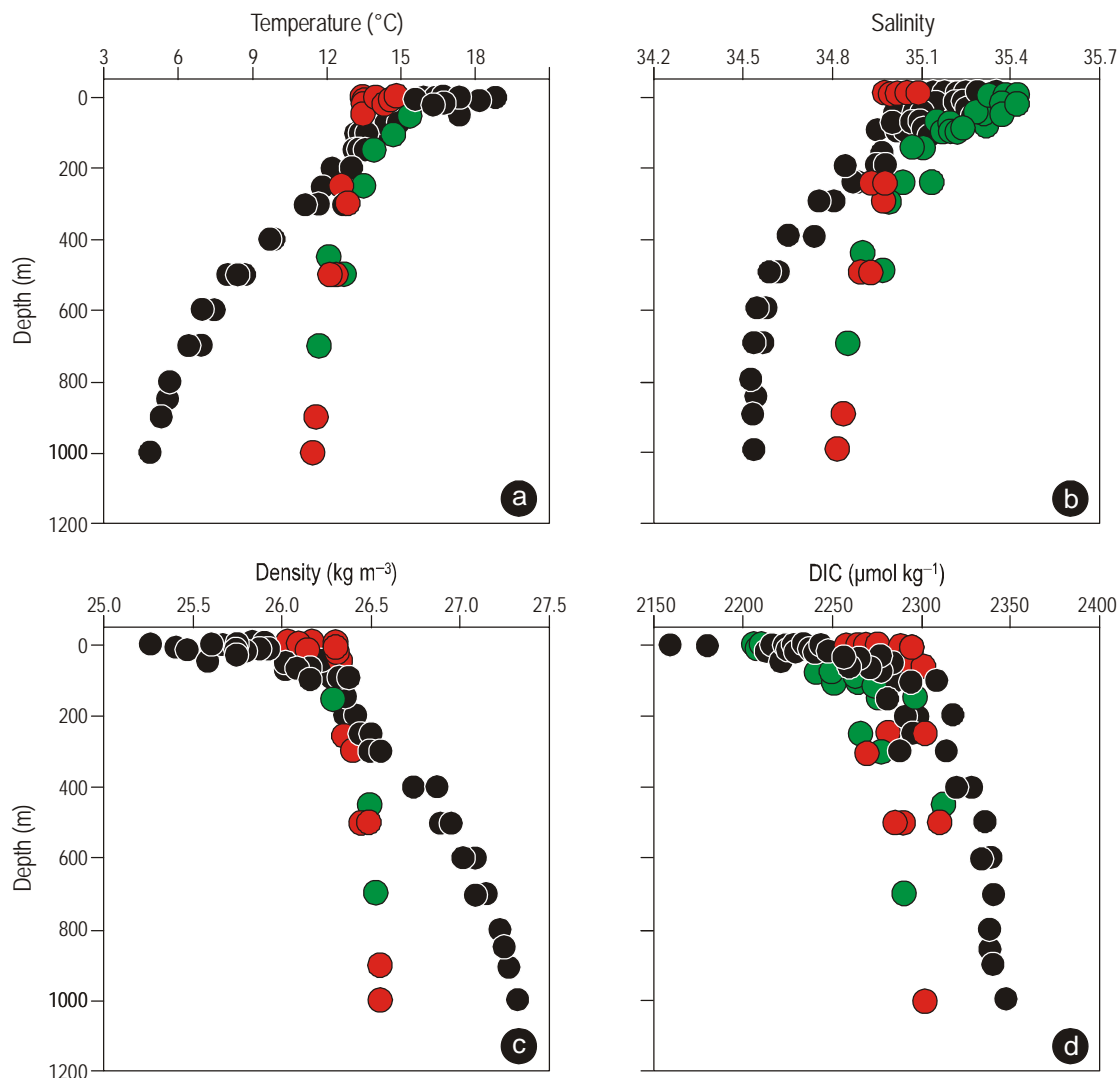 Temperature (°C)
3 6 9 12 15 18
Depth (m)
0
200
400
600
800
1000
1200
a
Salinity
34.2 34.5 34.8 35.1 35.4 35.7
b
Density (kg m⁻³)
25.0 25.5 26.0 26.5 27.0 27.5
Depth (m)
0
200
400
600
800
1000
1200
c
DIC (µmol kg⁻¹)
2150 2200 2250 2300 2350 2400
d